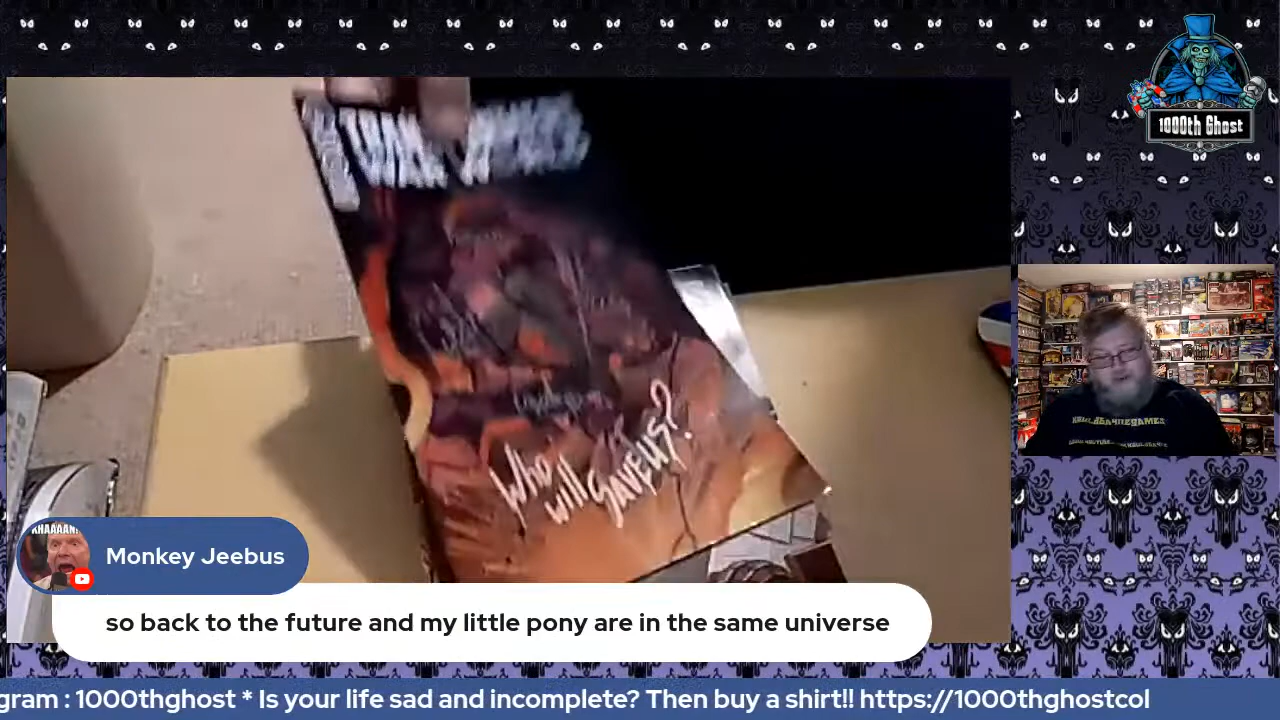 1000th Ghost
Who
will
SAVE US?
KHAAAAN!
Monkey Jeebus
so back to the future and my little pony are in the same universe
gram : 1000thghost * Is your life sad and incomplete? Then buy a shirt!! https://1000thghostcol